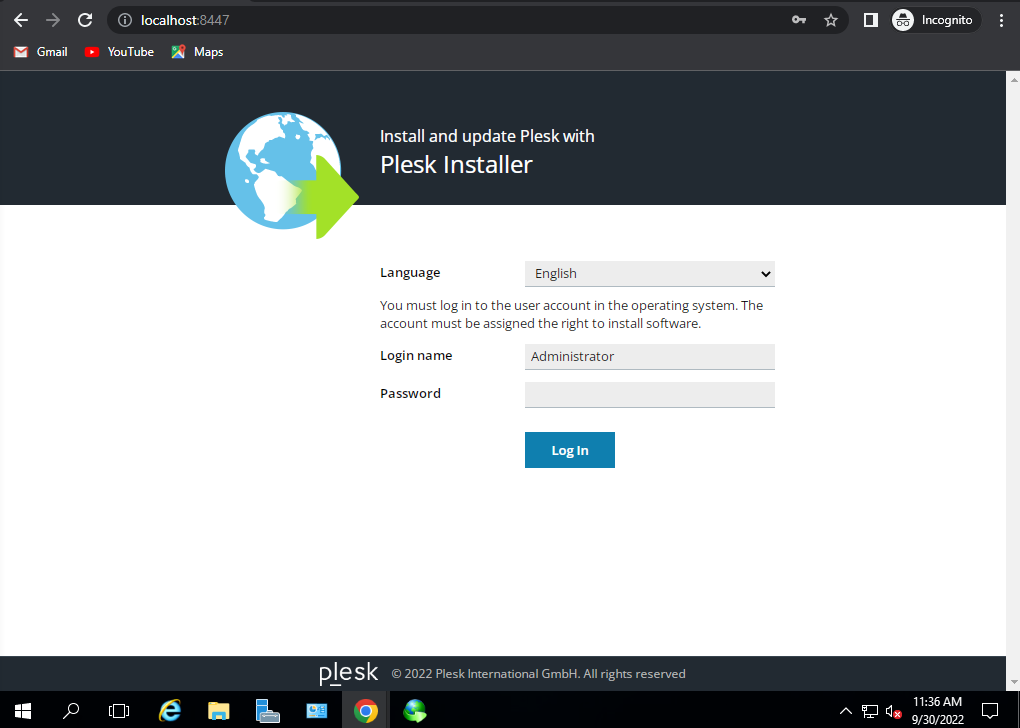 localhost:8447
Incognito
Gmail
YouTube
Maps
Install and update Plesk with
Plesk Installer
Language
English
You must log in to the user account in the operating system. The
account must be assigned the right to install software.
Login name
Administrator
Password
Log In
plesk
© 2022 Plesk International GmbH. All rights reserved
11:36 AM
9/30/2022